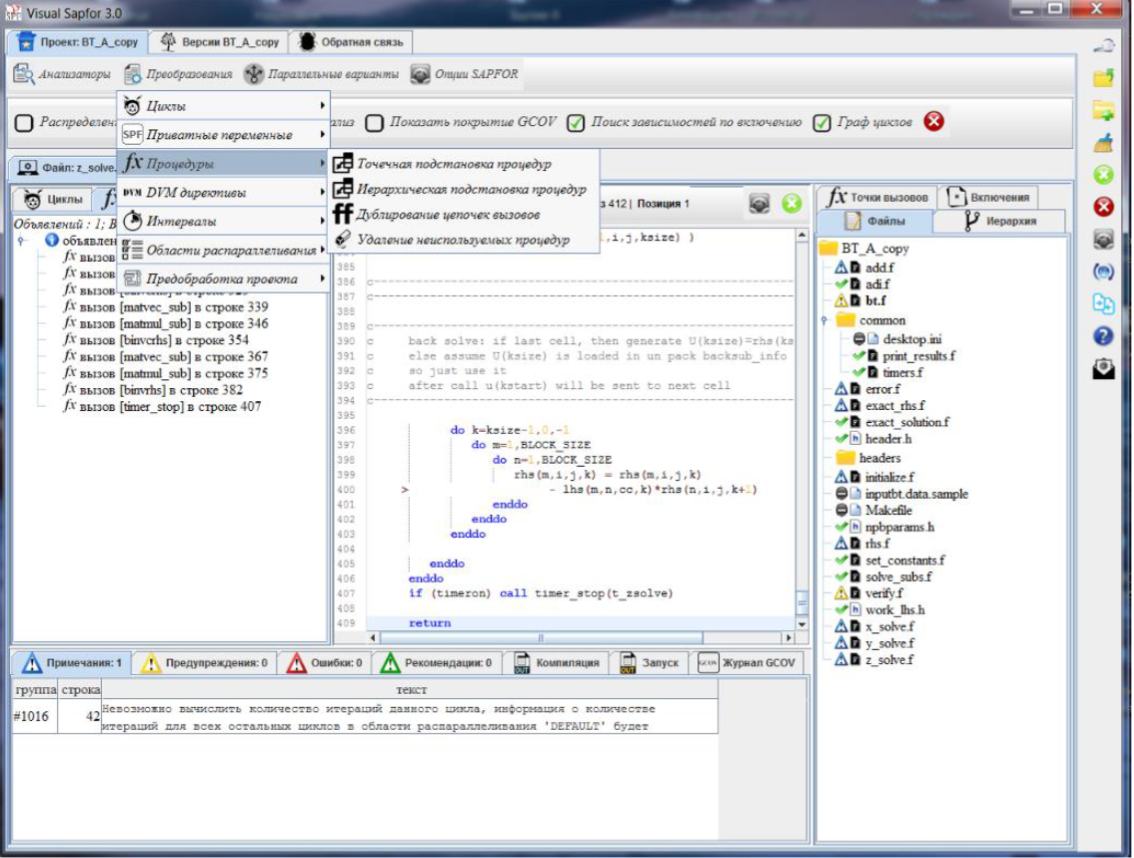 Visual Sapfor 3.0
Проект: BT_A_copy
Версии BT_A_copy
Обратная связь
Анализаторы
Преобразования
Параллельные варианты
Опции SAPFOR
Распределен
лиз
Показать покрытие GCOV
Поиск зависимостей по включению
Граф циклов
Циклы
SPF Приватные переменные
fx Процедуры
DVM DVM директивы
Интервалы
Области распараллеливания
Предобработка проекта
Точечная подстановка процедур
Иерархическая подстановка процедур
ff Дублирование цепочек вызовов
Удаление неиспользуемых процедур
Файл: z_solve.
Циклы
Объявлений : 1; В
объявлен
fx вызов
fx вызов
fx вызов
fx вызов [matvec_sub] в строке 339
fx вызов [matmul_sub] в строке 346
fx вызов [binvcrhs] в строке 354
fx вызов [matvec_sub] в строке 367
fx вызов [matmul_sub] в строке 375
fx вызов [binvrhs] в строке 382
fx вызов [timer_stop] в строке 407
з 412 | Позиция 1
,i,j,ksize) )
385
386 c---------------------------------------------------------------------
387 c---------------------------------------------------------------------
388
389 c---------------------------------------------------------------------
390 c back solve: if last cell, then generate U(ksize)=rhs(ks
391 c else assume U(ksize) is loaded in un pack backsub_info
392 c so just use it
393 c after call u(kstart) will be sent to next cell
394 c---------------------------------------------------------------------
395
396 do k=ksize-1,0,-1
397 do m=1,BLOCK_SIZE
398 do n=1,BLOCK_SIZE
399 rhs(m,i,j,k) = rhs(m,i,j,k)
400 > - lhs(m,n,cc,k)*rhs(n,i,j,k+1)
401 enddo
402 enddo
403 enddo
404
405 enddo
406 enddo
407 if (timeron) call timer_stop(t_zsolve)
408
409 return
fx Точки вызовов
Включения
Файлы
Иерархия
BT_A_copy
add.f
adi.f
bt.f
common
desktop.ini
print_results.f
timers.f
error.f
exact_rhs.f
exact_solution.f
header.h
headers
initialize.f
inputbt.data.sample
Makefile
npbparams.h
rhs.f
set_constants.f
solve_subs.f
verify.f
work_lhs.h
x_solve.f
y_solve.f
z_solve.f
Примечания: 1
Предупреждения: 0
Ошибки: 0
Рекомендации: 0
Компиляция
Запуск
GCOV Журнал GCOV
группа строка текст
#1016 42 Невозможно вычислить количество итераций данного цикла, информация о количестве
итераций для всех остальных циклов в области распараллеливания 'DEFAULT' будет